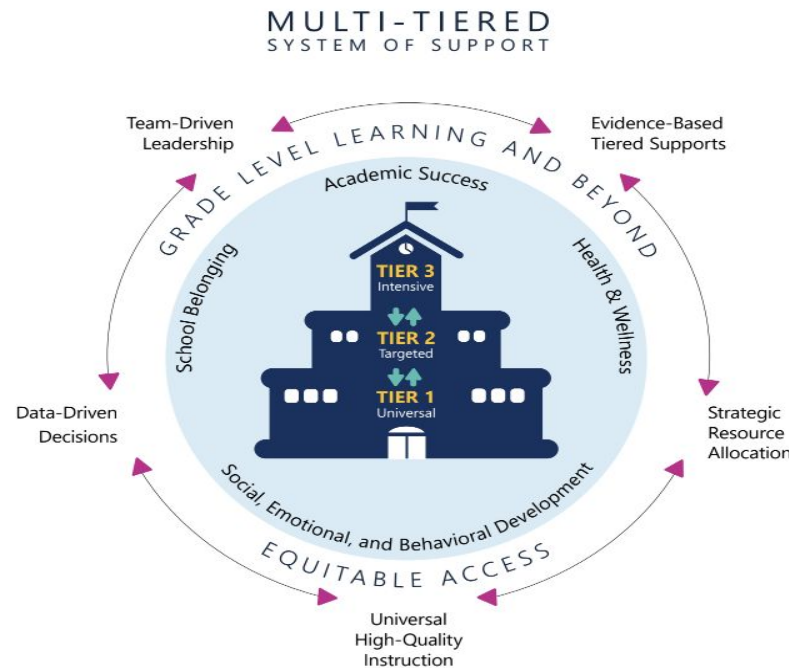 MULTI-TIERED
SYSTEM OF SUPPORT
Team-Driven
Leadership
Evidence-Based
Tiered Supports
GRADE LEVEL LEARNING AND BEYOND
Academic Success
School Belonging
Health & Wellness
TIER 3
Intensive
TIER 2
Targeted
TIER 1
Universal
Data-Driven
Decisions
Strategic
Resource
Allocation
Social, Emotional, and Behavioral Development
EQUITABLE ACCESS
Universal
High-Quality
Instruction